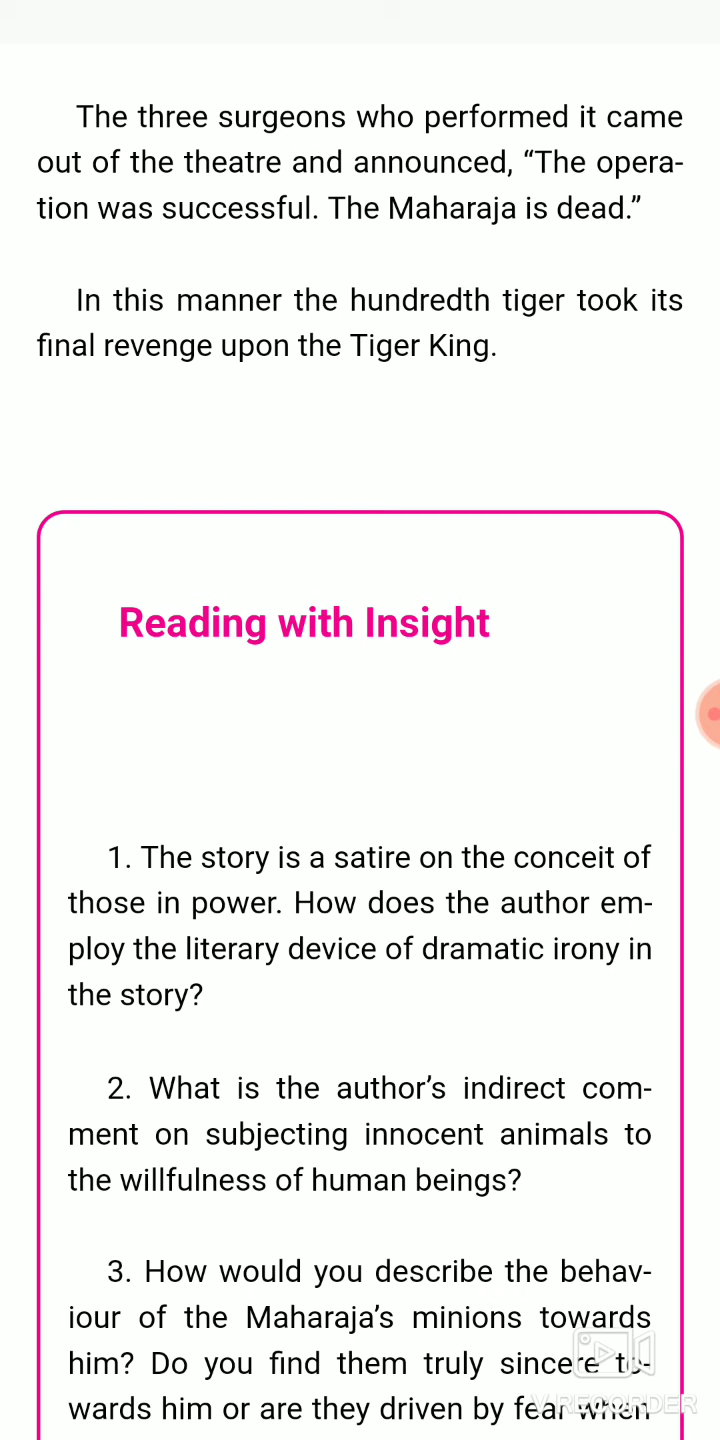 The three surgeons who performed it came
out of the theatre and announced, “The opera-
tion was successful. The Maharaja is dead.”
In this manner the hundredth tiger took its
final revenge upon the Tiger King.
Reading with Insight
1. The story is a satire on the conceit of
those in power. How does the author em-
ploy the literary device of dramatic irony in
the story?
2. What is the author’s indirect com-
ment on subjecting innocent animals to
the willfulness of human beings?
3. How would you describe the behav-
iour of the Maharaja’s minions towards
him? Do you find them truly sincere to-
wards him or are they driven by fear when
V RECORDER